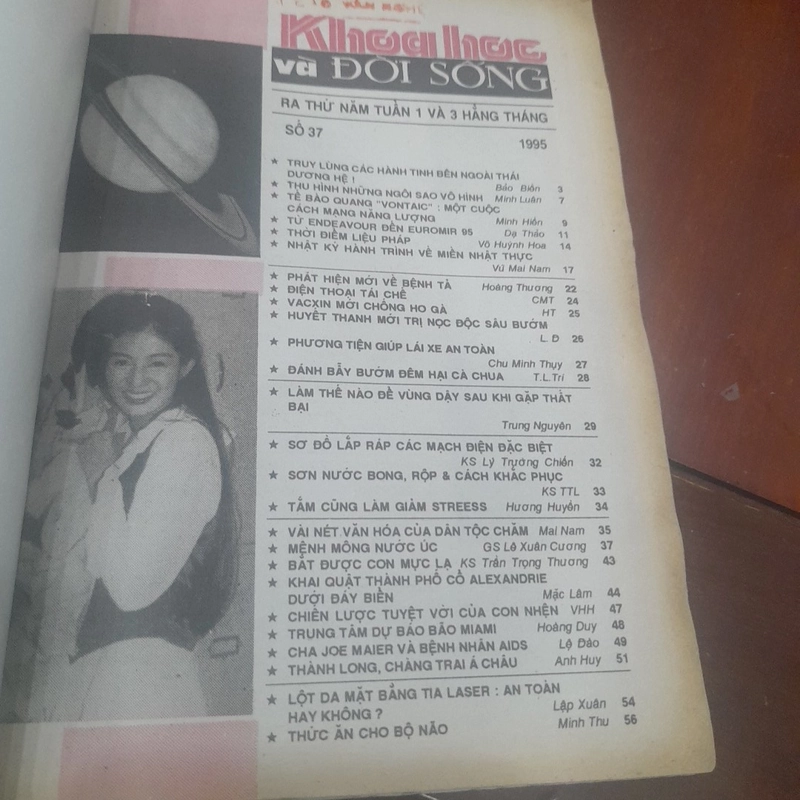 Khoa học
và ĐỜI SỐNG
RA THỨ NĂM TUẦN 1 VÀ 3 HẰNG THÁNG
SỐ 37 1995
★ TRUY LÙNG CÁC HÀNH TINH BÊN NGOÀI THÁI
DƯƠNG HỆ ! Bảo Biển 3
★ THU HÌNH NHỮNG NGÔI SAO VÔ HÌNH Minh Luân 7
★ TẾ BÀO QUANG "VONTAIC" : MỘT CUỘC
CÁCH MẠNG NĂNG LƯỢNG Minh Hiển 9
★ TỪ ENDEAVOUR ĐẾN EUROMIR 95 Dạ Thảo 11
★ THỜI ĐIỂM LIỆU PHÁP Võ Huỳnh Hoa 14
★ NHẬT KÝ HÀNH TRÌNH VỀ MIỀN NHẬT THỰC
Vũ Mai Nam 17
★ PHÁT HIỆN MỚI VỀ BỆNH TẢ Hoàng Thương 22
★ ĐIỆN THOẠI TÁI CHẾ CMT 24
★ VACXIN MỚI CHỐNG HO GÀ HT 25
★ HUYẾT THANH MỚI TRỊ NỌC ĐỘC SÂU BƯỚM
L.Đ 26
★ PHƯƠNG TIỆN GIÚP LÁI XE AN TOÀN
Chu Minh Thụy 27
★ ĐÁNH BẪY BƯỚM ĐÊM HẠI CÀ CHUA T.L.Tri 28
★ LÀM THẾ NÀO ĐỂ VÙNG DẬY SAU KHI GẶP THẤT
BẠI
Trung Nguyên 29
★ SƠ ĐỒ LẮP RÁP CÁC MẠCH ĐIỆN ĐẶC BIỆT
KS Lý Trường Chiến 32
★ SƠN NƯỚC BONG, RỘP & CÁCH KHẮC PHỤC
KS TTL 33
★ TẮM CŨNG LÀM GIẢM STREESS Hương Huyền 34
★ VÀI NÉT VĂN HÓA CỦA DÂN TỘC CHĂM Mai Nam 35
★ MÊNH MÔNG NƯỚC ÚC GS Lê Xuân Cương 37
★ BẮT ĐƯỢC CON MỰC LẠ KS Trần Trọng Thương 43
★ KHAI QUẬT THÀNH PHỐ CỔ ALEXANDRIE
DƯỚI ĐÁY BIỂN Mặc Lâm 44
★ CHIẾN LƯỢC TUYỆT VỜI CỦA CON NHỆN VHH 47
★ TRUNG TÂM DỰ BÁO BÃO MIAMI Hoàng Duy 48
★ CHA JOE MAIER VÀ BỆNH NHÂN AIDS Lệ Đào 49
★ THÀNH LONG, CHÀNG TRAI Á CHÂU Anh Huy 51
★ LỘT DA MẶT BẰNG TIA LASER : AN TOÀN
HAY KHÔNG ? Lập Xuân 54
★ THỨC ĂN CHO BỘ NÃO Minh Thu 56